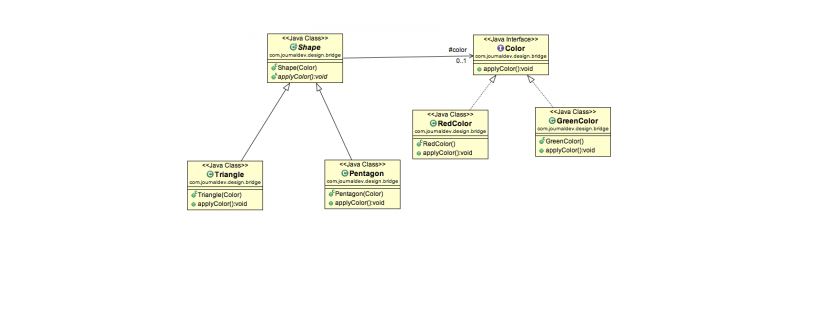 <<Java Class>>
Shape
com.journaldev.design.bridge
Shape(Color)
applyColor():void
#color
0..1
<<Java Interface>>
Color
com.journaldev.design.bridge
applyColor():void
<<Java Class>>
RedColor
com.journaldev.design.bridge
RedColor()
applyColor():void
<<Java Class>>
GreenColor
com.journaldev.design.bridge
GreenColor()
applyColor():void
<<Java Class>>
Triangle
com.journaldev.design.bridge
Triangle(Color)
applyColor():void
<<Java Class>>
Pentagon
com.journaldev.design.bridge
Pentagon(Color)
applyColor():void